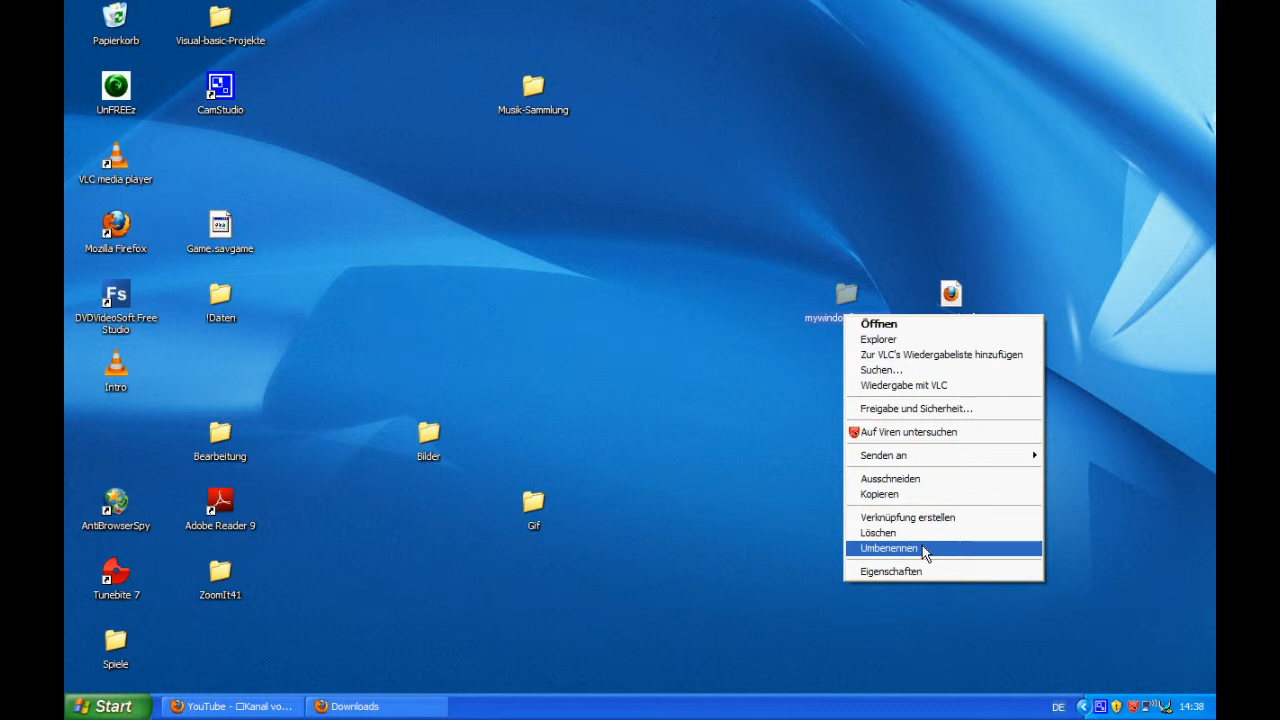 Papierkorb
Visual-basic-Projekte
UnFREEz
CamStudio
Musik-Sammlung
VLC media player
Mozilla Firefox
Game.savgame
Fs
DVDVideoSoft Free
Studio
!Daten
Intro
Bearbeitung
Bilder
AntiBrowserSpy
Adobe Reader 9
Gif
Tunebite 7
ZoomIt41
Spiele
Öffnen
Explorer
Zur VLC's Wiedergabeliste hinzufügen
Suchen...
Wiedergabe mit VLC
Freigabe und Sicherheit...
Auf Viren untersuchen
Senden an
Ausschneiden
Kopieren
Verknüpfung erstellen
Löschen
Umbenennen
Eigenschaften
Start
YouTube - □Kanal vo...
Downloads
DE
14:38